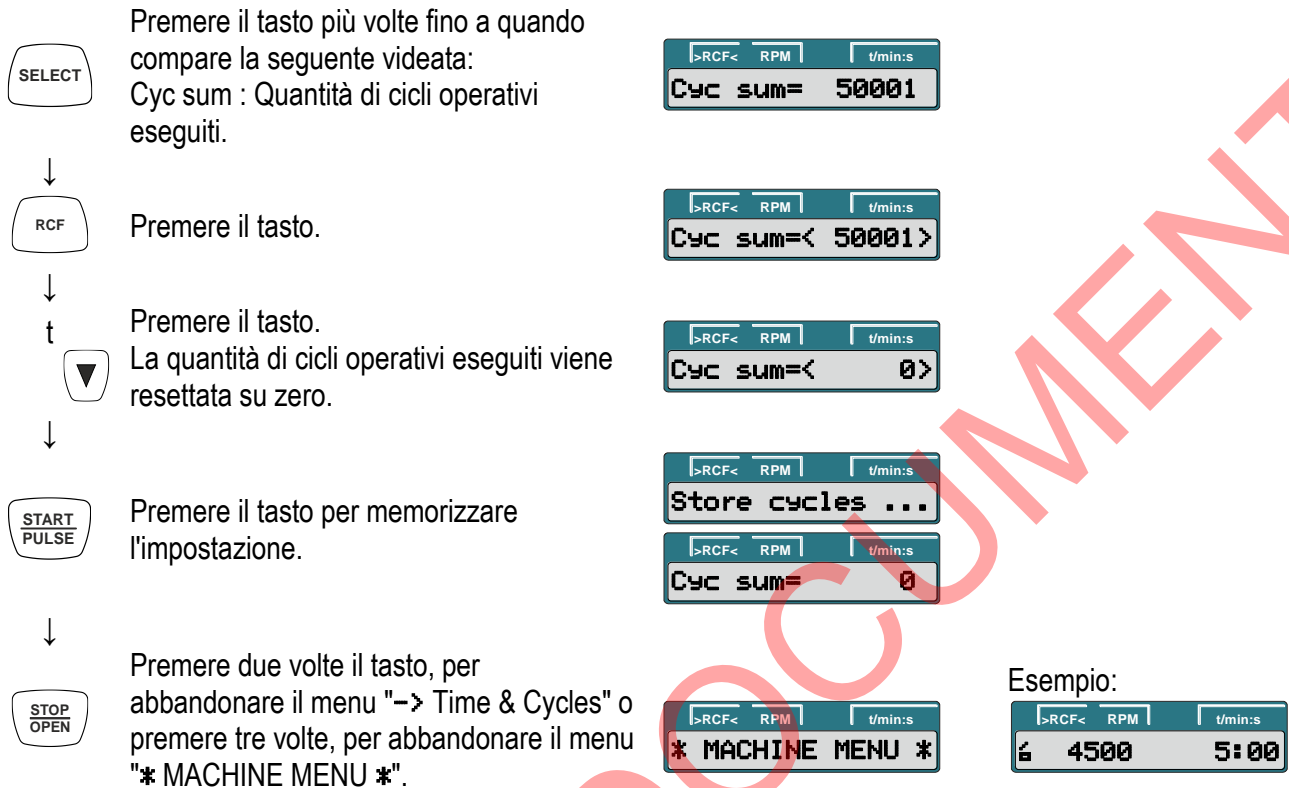 Premere il tasto più volte fino a quando
compare la seguente videata:
Cyc sum : Quantità di cicli operativi
eseguiti.
SELECT
>RCF< RPM t/min:s
Cyc sum= 50001
↓
RCF
Premere il tasto.
>RCF< RPM t/min:s
Cyc sum=< 50001>
↓
t
▼
Premere il tasto.
La quantità di cicli operativi eseguiti viene
resettata su zero.
>RCF< RPM t/min:s
Cyc sum=< 0>
↓
START
PULSE
Premere il tasto per memorizzare
l'impostazione.
>RCF< RPM t/min:s
Store cycles ...
>RCF< RPM t/min:s
Cyc sum= 0
↓
STOP
OPEN
Premere due volte il tasto, per
abbandonare il menu "-> Time & Cycles" o
premere tre volte, per abbandonare il menu
"* MACHINE MENU *".
>RCF< RPM t/min:s
* MACHINE MENU *
Esempio:
>RCF< RPM t/min:s
4500 5:00
OCUMENT